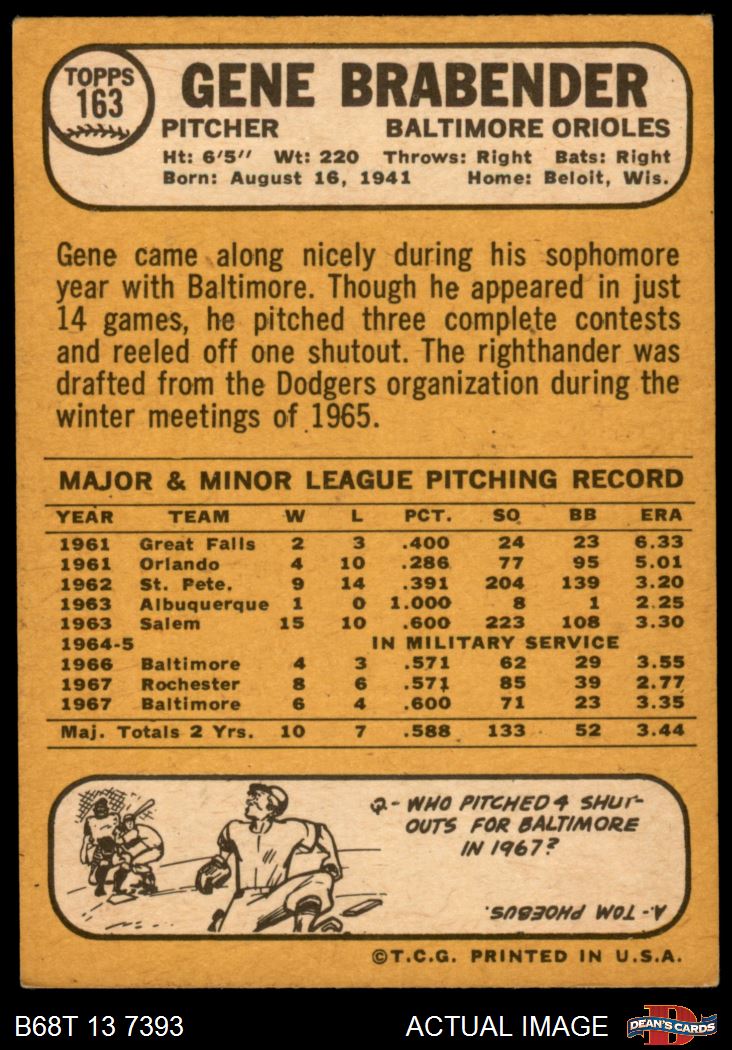 TOPPS
163
GENE BRABENDER
PITCHER BALTIMORE ORIOLES
Ht: 6'5" Wt: 220 Throws: Right Bats: Right
Born: August 16, 1941 Home: Beloit, Wis.
Gene came along nicely during his sophomore
year with Baltimore. Though he appeared in just
14 games, he pitched three complete contests
and reeled off one shutout. The righthander was
drafted from the Dodgers organization during the
winter meetings of 1965.
MAJOR & MINOR LEAGUE PITCHING RECORD
YEAR TEAM W L PCT. SO BB ERA
1961 Great Falls 2 3 .400 24 23 6.33
1961 Orlando 4 10 .286 77 95 5.01
1962 St. Pete. 9 14 .391 204 139 3.20
1963 Albuquerque 1 0 1.000 8 1 2.25
1963 Salem 15 10 .600 223 108 3.30
1964-5 IN MILITARY SERVICE
1966 Baltimore 4 3 .571 62 29 3.55
1967 Rochester 8 6 .571 85 39 2.77
1967 Baltimore 6 4 .600 71 23 3.35
Maj. Totals 2 Yrs. 10 7 .588 133 52 3.44
Q- WHO PITCHED 4 SHUT-
OUTS FOR BALTIMORE
IN 1967?
A- TOM PHOEBUS.
©T.C.G. PRINTED IN U.S.A.
B68T 13 7393 ACTUAL IMAGE DEAN'S CARDS